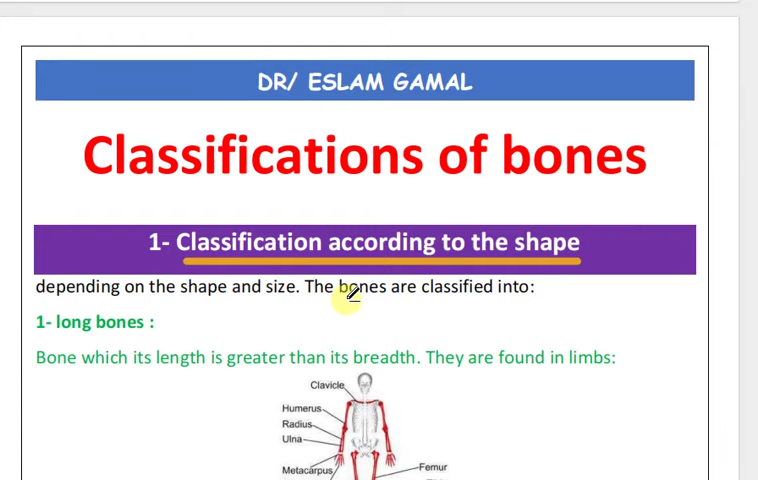 DR/ ESLAM GAMAL
Classifications of bones
1- Classification according to the shape
depending on the shape and size. The bones are classified into:
1- long bones :
Bone which its length is greater than its breadth. They are found in limbs:
Clavicle
Humerus
Radius
Ulna
Metacarpus
Femur